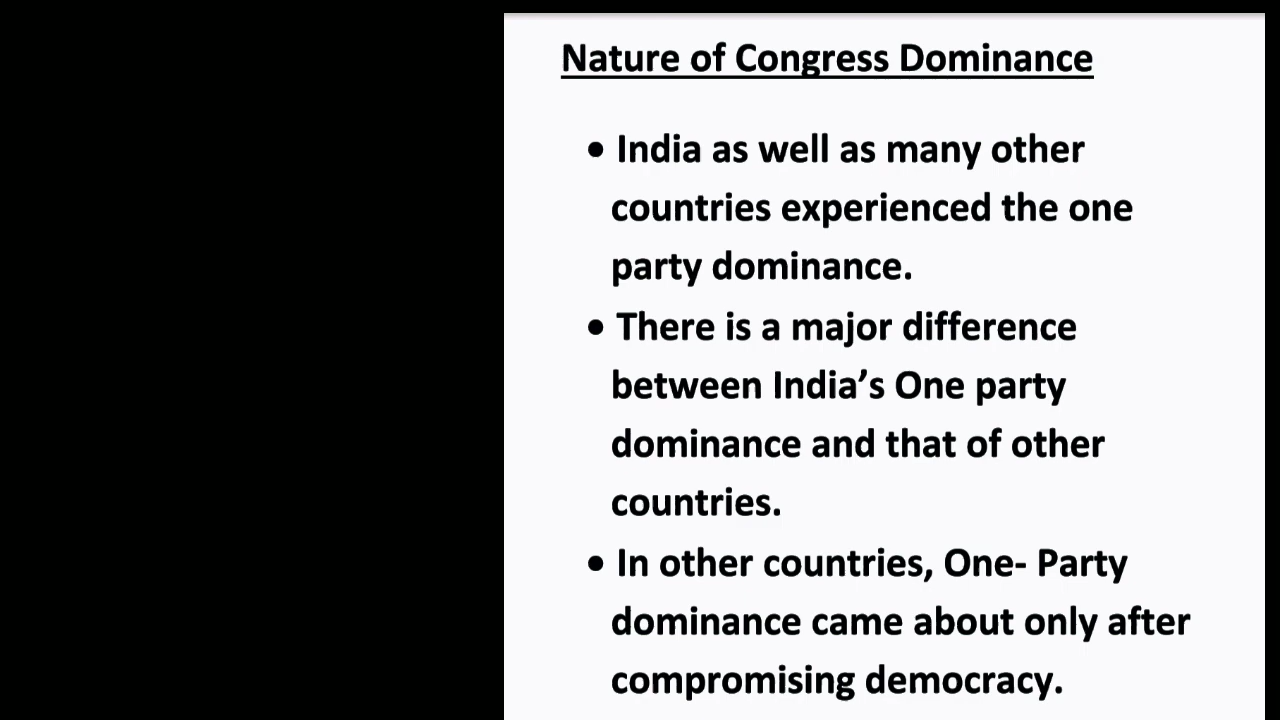 Nature of Congress Dominance
• India as well as many other
countries experienced the one
party dominance.
• There is a major difference
between India’s One party
dominance and that of other
countries.
• In other countries, One- Party
dominance came about only after
compromising democracy.